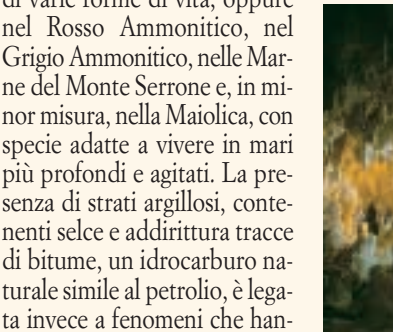 di varie forme di vita, oppure
nel Rosso Ammonitico, nel
Grigio Ammonitico, nelle Mar-
ne del Monte Serrone e, in mi-
nor misura, nella Maiolica, con
specie adatte a vivere in mari
più profondi e agitati. La pre-
senza di strati argillosi, conte-
nenti selce e addirittura tracce
di bitume, un idrocarburo na-
turale simile al petrolio, è lega-
ta invece a fenomeni che han-